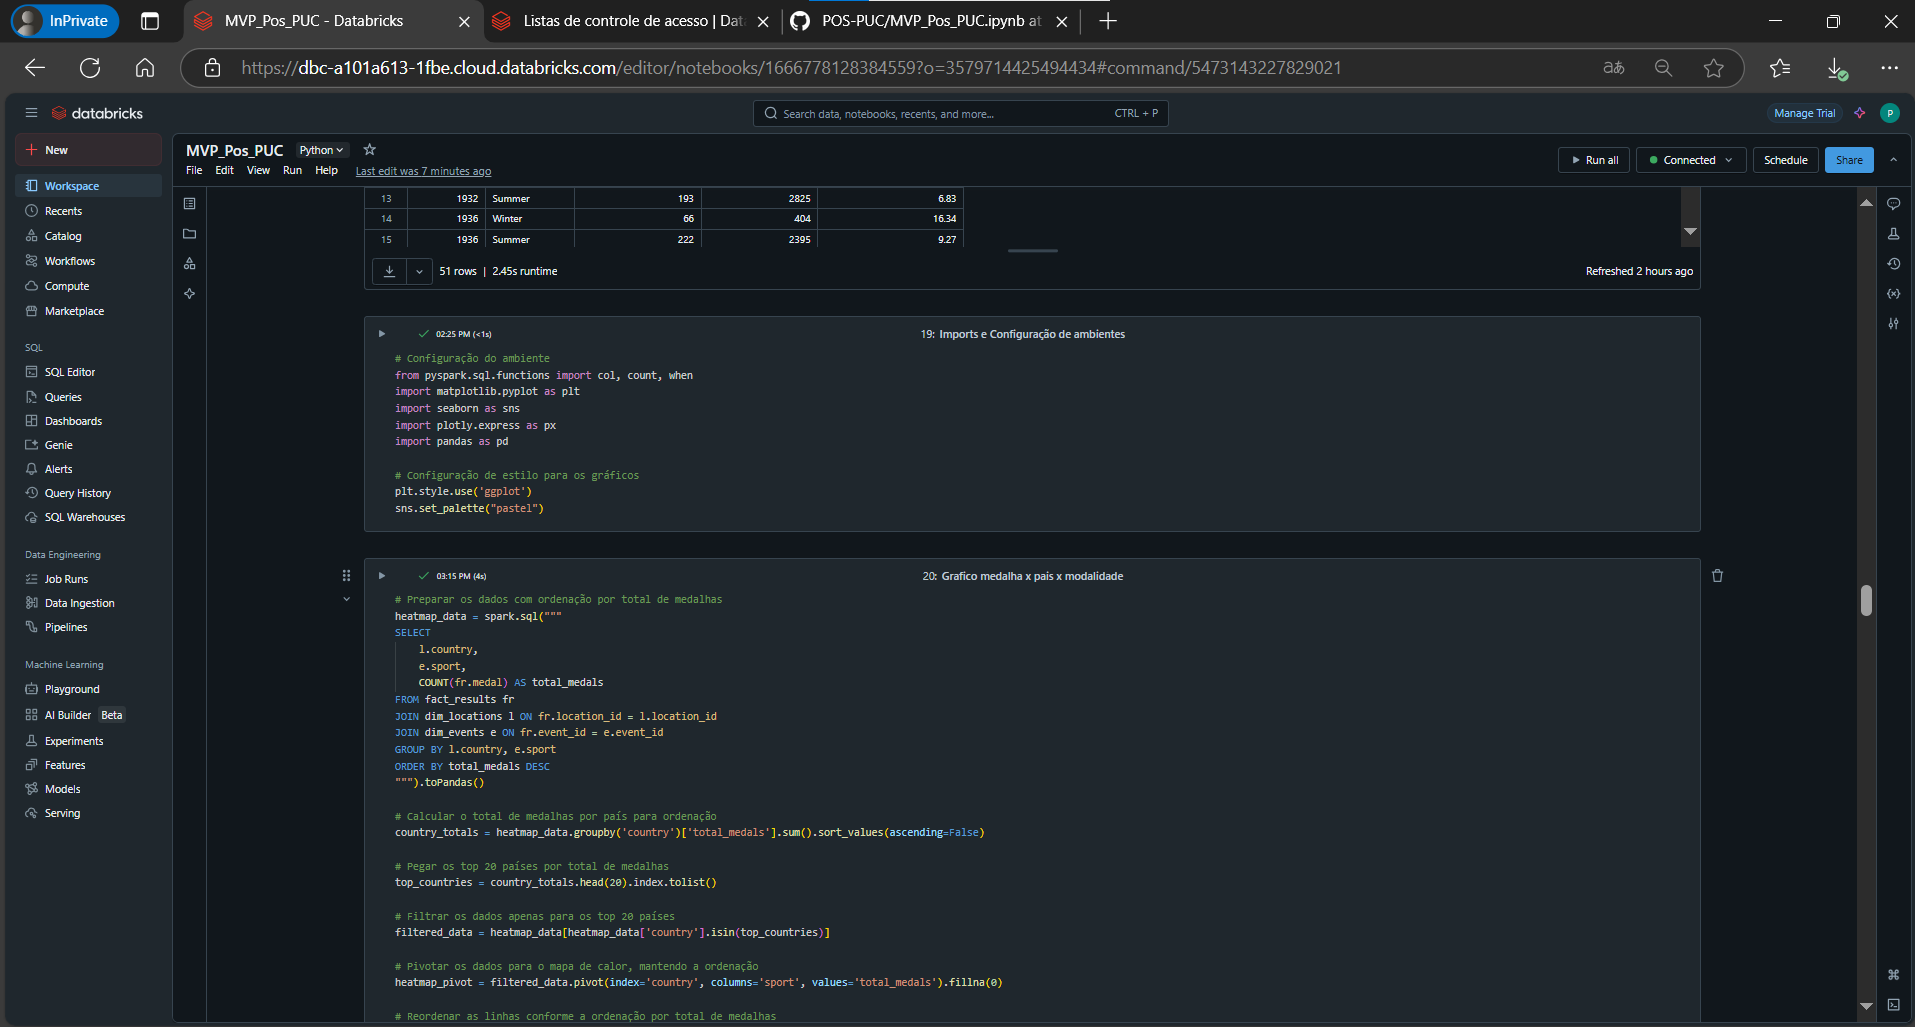 InPrivate
MVP_Pos_PUC - Databricks
Listas de controle de acesso | Dat
POS-PUC/MVP_Pos_PUC.ipynb at
https://dbc-a101a613-1fbe.cloud.databricks.com/editor/notebooks/1666778128384559?o=3579714425494434#command/5473143227829021
databricks
Search data, notebooks, recents, and more...
CTRL + P
Manage Trial
P
New
Workspace
Recents
Catalog
Workflows
Compute
Marketplace
SQL
SQL Editor
Queries
Dashboards
Genie
Alerts
Query History
SQL Warehouses
Data Engineering
Job Runs
Data Ingestion
Pipelines
Machine Learning
Playground
AI Builder Beta
Experiments
Features
Models
Serving
MVP_Pos_PUC Python
File Edit View Run Help Last edit was 7 minutes ago
Run all Connected Schedule Share
13 1932 Summer 193 2825 6.83
14 1936 Winter 66 404 16.34
15 1936 Summer 222 2395 9.27
51 rows | 2.45s runtime
Refreshed 2 hours ago
02:25 PM (<1s)
19: Imports e Configuração de ambientes
# Configuração do ambiente
from pyspark.sql.functions import col, count, when
import matplotlib.pyplot as plt
import seaborn as sns
import plotly.express as px
import pandas as pd
# Configuração de estilo para os gráficos
plt.style.use('ggplot')
sns.set_palette("pastel")
03:15 PM (4s)
20: Grafico medalha x pais x modalidade
# Preparar os dados com ordenação por total de medalhas
heatmap_data = spark.sql("""
SELECT
l.country,
e.sport,
COUNT(fr.medal) AS total_medals
FROM fact_results fr
JOIN dim_locations l ON fr.location_id = l.location_id
JOIN dim_events e ON fr.event_id = e.event_id
GROUP BY l.country, e.sport
ORDER BY total_medals DESC
""").toPandas()
# Calcular o total de medalhas por país para ordenação
country_totals = heatmap_data.groupby('country')['total_medals'].sum().sort_values(ascending=False)
# Pegar os top 20 países por total de medalhas
top_countries = country_totals.head(20).index.tolist()
# Filtrar os dados apenas para os top 20 países
filtered_data = heatmap_data[heatmap_data['country'].isin(top_countries)]
# Pivotar os dados para o mapa de calor, mantendo a ordenação
heatmap_pivot = filtered_data.pivot(index='country', columns='sport', values='total_medals').fillna(0)
# Reordenar as linhas conforme a ordenação por total de medalhas